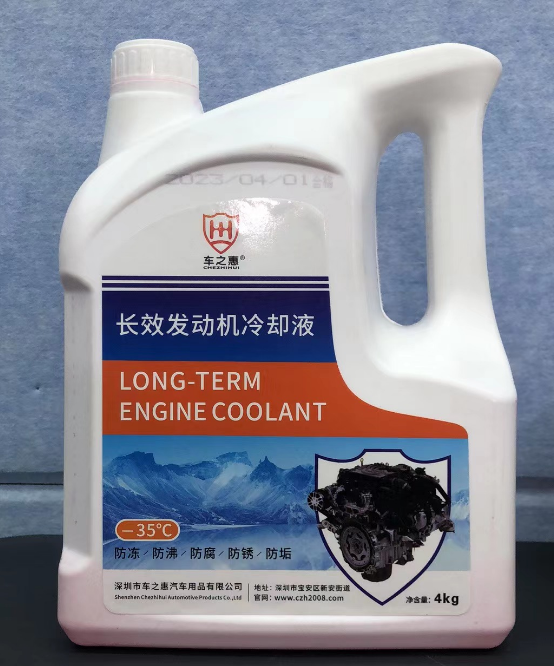 2023/04/01
车之惠®
CHEZHIHUI
长效发动机冷却液
LONG-TERM
ENGINE COOLANT
-35℃
防冻/防沸/防腐/防锈/防垢
深圳市车之惠汽车用品有限公司
Shenzhen Chezhihui Automotive Products Co.,Ltd
地址:深圳市宝安区新安街道
官网:www.czh2008.com
净含量:4kg